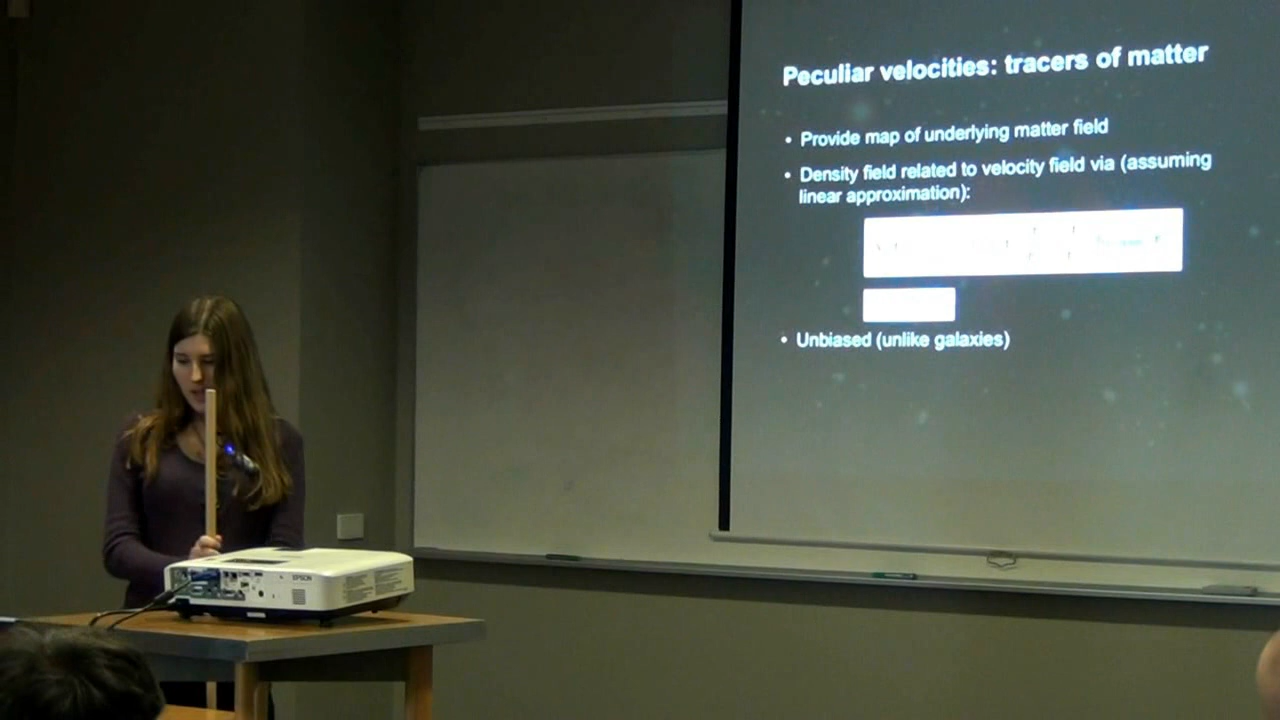 Peculiar velocities: tracers of matter
• Provide map of underlying matter field
• Density field related to velocity field via (assuming
linear approximation):
• Unbiased (unlike galaxies)
EPSON